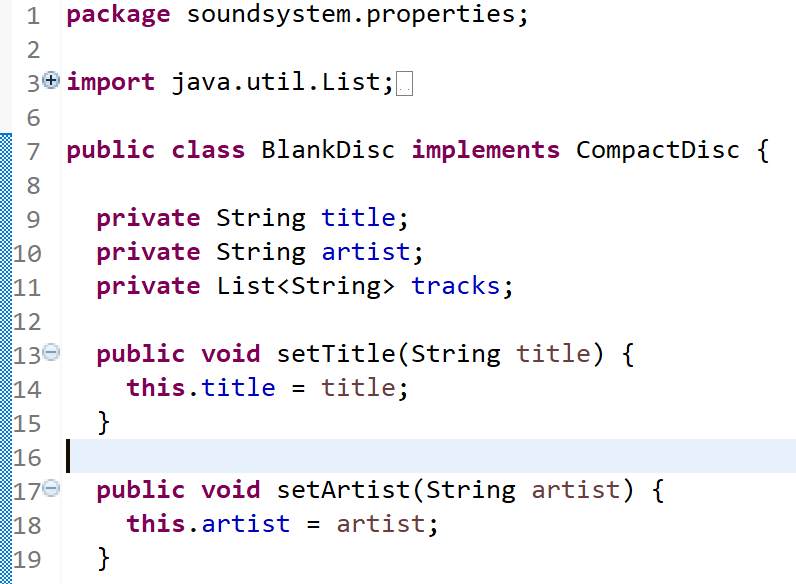 1 package soundsystem.properties;
2
3 import java.util.List;
6
7 public class BlankDisc implements CompactDisc {
8
9 private String title;
10 private String artist;
11 private List<String> tracks;
12
13 public void setTitle(String title) {
14 this.title = title;
15 }
16
17 public void setArtist(String artist) {
18 this.artist = artist;
19 }